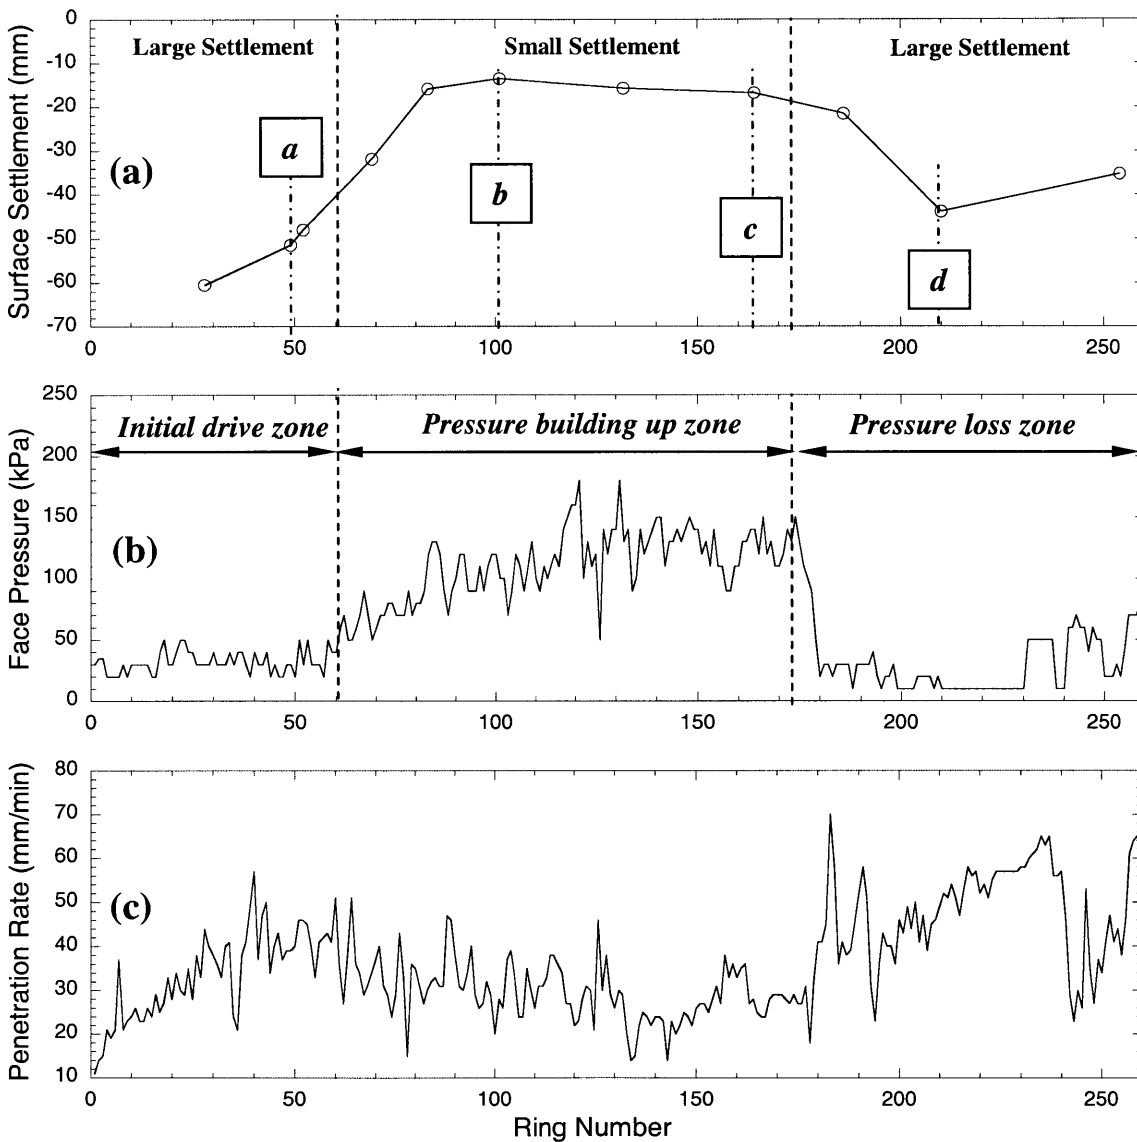 0
Large Settlement Small Settlement Large Settlement
-10
-20
-30
-40
-50
-60
-70
Surface Settlement (mm)
(a)
a
b
c
d
0 50 100 150 200 250
250
200
150
100
50
0
Face Pressure (kPa)
Initial drive zone Pressure building up zone Pressure loss zone
(b)
0 50 100 150 200 250
80
70
60
50
40
30
20
10
Penetration Rate (mm/min)
(c)
0 50 100 150 200 250
Ring Number